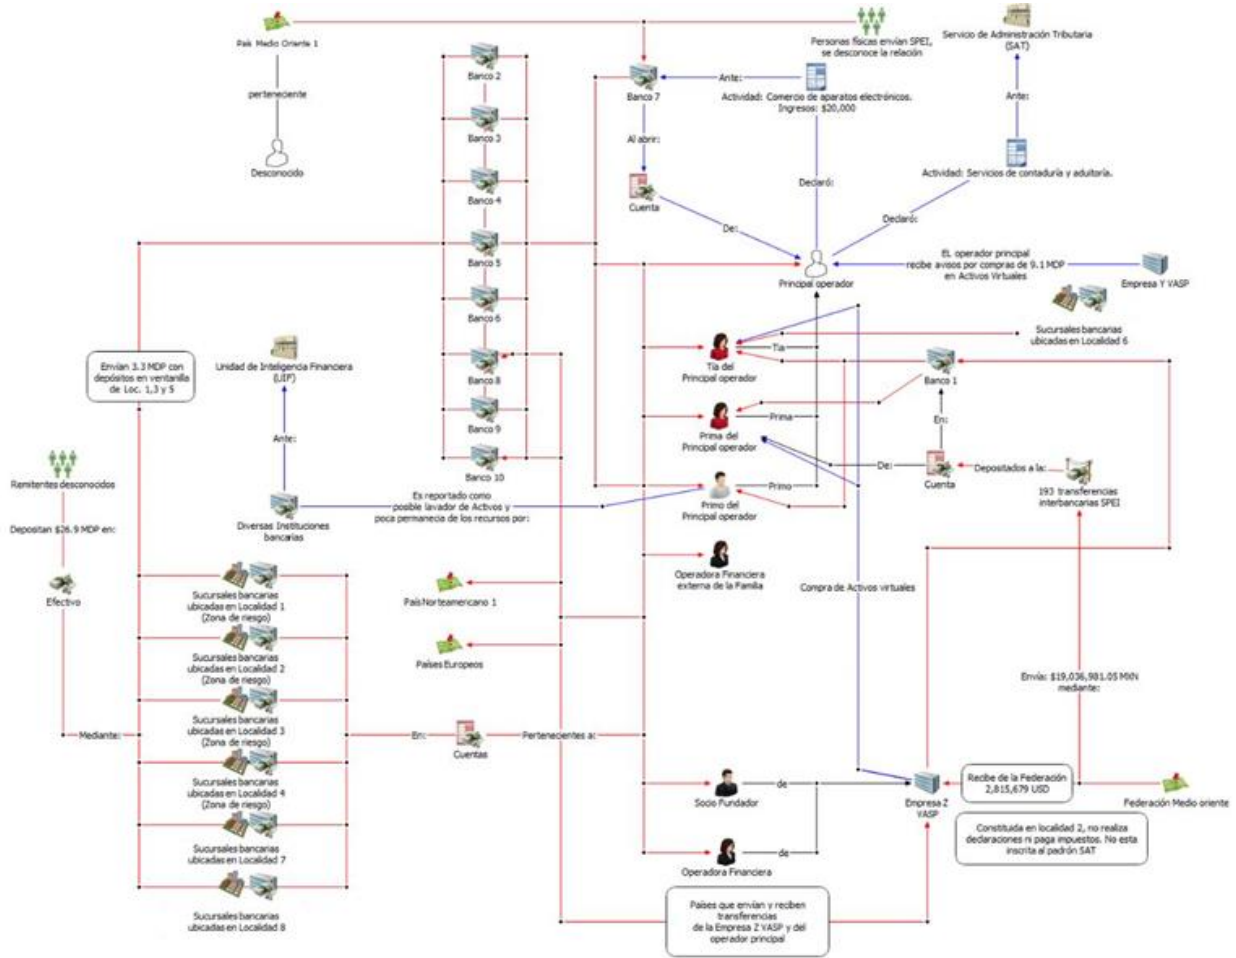 País Medio Oriente 1
perteneciente
Desconocido
Banco 2
Banco 3
Banco 4
Banco 5
Banco 6
Banco 8
Banco 9
Banco 10
Personas físicas envían SPEI,
se desconoce la relación
Servicio de Administración Tributaria
(SAT)
Banco 7
Ante:
Actividad: Comercio de aparatos electrónicos.
Ingresos: $20,000
Ante:
Al abrir:
Cuenta
De:
Declaró:
Actividad: Servicios de contaduría y aduitoría.
Declaró:
Principal operador
EL operador principal
recibe avisos por compras de 9.1 MDP
en Activos Virtuales
Empresa Y VASP
Sucursales bancarias
ubicadas en Localidad 6
Envían 3.3 MDP con
depósitos en ventanilla
de Loc. 1,3 y 5
Unidad de Inteligencia Financiera
(UIF)
Ante:
Diversas Instituciones
bancarias
Es reportado como
posible lavador de Activos y
poca permanecia de los recursos por:
Tía del
Principal operador
Tía
Banco 1
Prima del
Principal operador
Prima
En:
De:
Cuenta
Depositados a la:
193 transferencias
interbancarias SPEI
Primo del
Principal operador
Primo
Operadora Financiera
externa de la Familia
Compra de Activos virtuales
Remitentes desconocidos
Depositan $26.9 MDP en:
Efectivo
Mediante:
Sucursales bancarias
ubicadas en Localidad 1
(Zona de riesgo)
Sucursales bancarias
ubicadas en Localidad 2
(Zona de riesgo)
Sucursales bancarias
ubicadas en Localidad 3
(Zona de riesgo)
Sucursales bancarias
ubicadas en Localidad 4
(Zona de riesgo)
Sucursales bancarias
ubicadas en Localidad 7
Sucursales bancarias
ubicadas en Localidad 8
País Norteamericano 1
Países Europeos
En:
Cuentas
Pertenecientes a:
Envía: $19,036,981.05 MXN
mediante:
Socio Fundador
de
Operadora Financiera
de
Empresa Z
VASP
Recibe de la Federación
2,815,679 USD
Federación Medio oriente
Constituida en localidad 2, no realiza
declaraciones ni paga impuestos. No esta
inscrita al padrón SAT
Países que envían y reciben
transferencias
de la Empresa Z VASP y del
operador principal